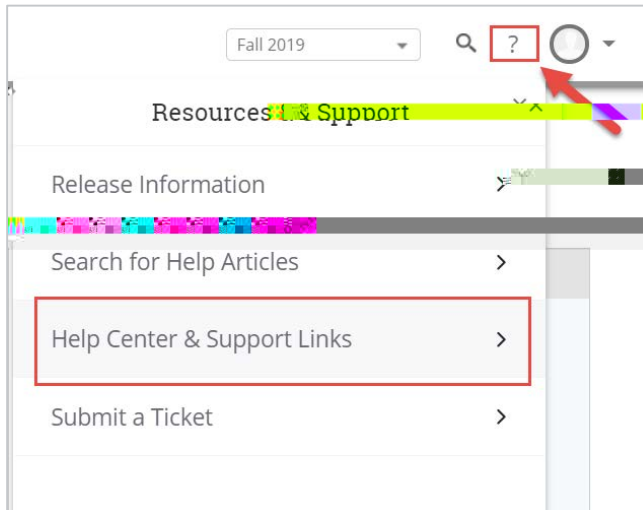 Fall 2019
?
Resources & Support
Release Information
Search for Help Articles
Help Center & Support Links
Submit a Ticket